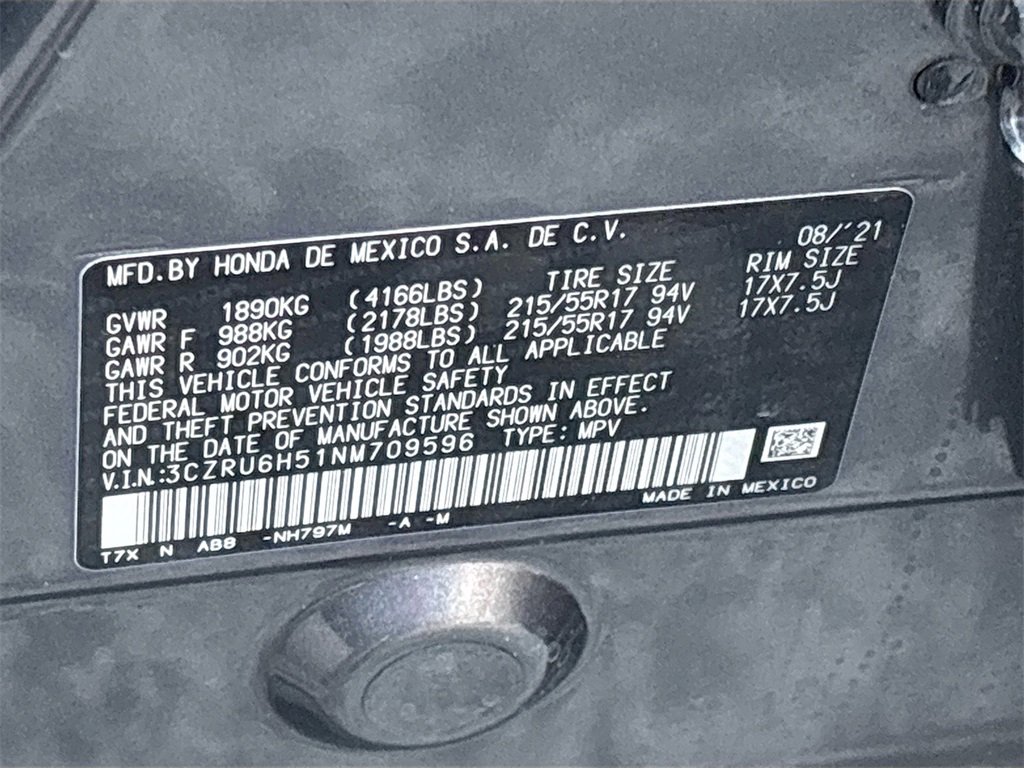 MFD.BY HONDA DE MEXICO S.A. DE C.V. 08/'21
TIRE SIZE RIM SIZE
GVWR 1890KG (4166LBS)
GAWR F 988KG (2178LBS) 215/55R17 94V 17X7.5J
GAWR R 902KG (1988LBS) 215/55R17 94V 17X7.5J
THIS VEHICLE CONFORMS TO ALL APPLICABLE
FEDERAL MOTOR VEHICLE SAFETY
AND THEFT PREVENTION STANDARDS IN EFFECT
ON THE DATE OF MANUFACTURE SHOWN ABOVE.
V.I.N.:3CZRU6H51NM709596 TYPE:MPV
MADE IN MEXICO
T7X N AB8 -NH797M -A -M